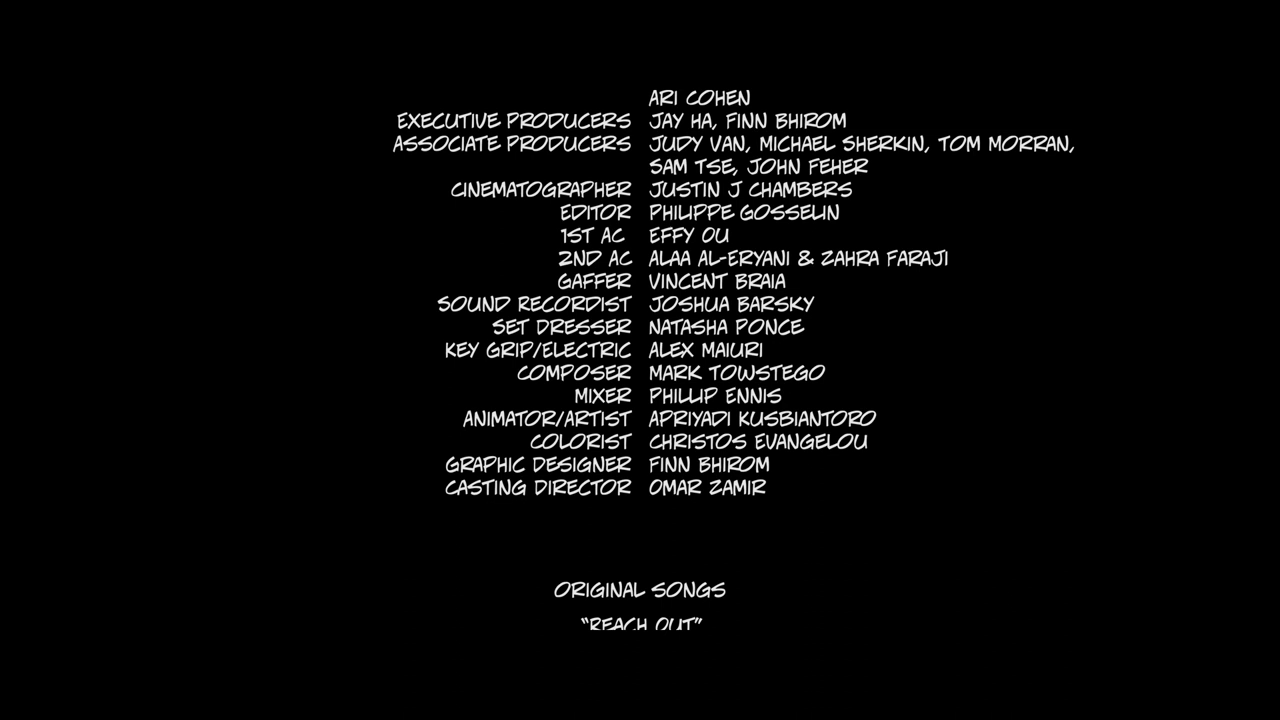 ARI COHEN
EXECUTIVE PRODUCERS JAY HA, FINN BHIROM
ASSOCIATE PRODUCERS JUDY VAN, MICHAEL SHERKIN, TOM MORRAN,
SAM TSE, JOHN FEHER
CINEMATOGRAPHER JUSTIN J CHAMBERS
EDITOR PHILIPPE GOSSELIN
1ST AC EFFY OU
2ND AC ALAA AL-ERYANI & ZAHRA FARAJI
GAFFER VINCENT BRAIA
SOUND RECORDIST JOSHUA BARSKY
SET DRESSER NATASHA PONCE
KEY GRIP/ELECTRIC ALEX MAIURI
COMPOSER MARK TOWSTEGO
MIXER PHILLIP ENNIS
ANIMATOR/ARTIST APRIYADI KUSBIANTORO
COLORIST CHRISTOS EVANGELOU
GRAPHIC DESIGNER FINN BHIROM
CASTING DIRECTOR OMAR ZAMIR
ORIGINAL SONGS
“REACH OUT”